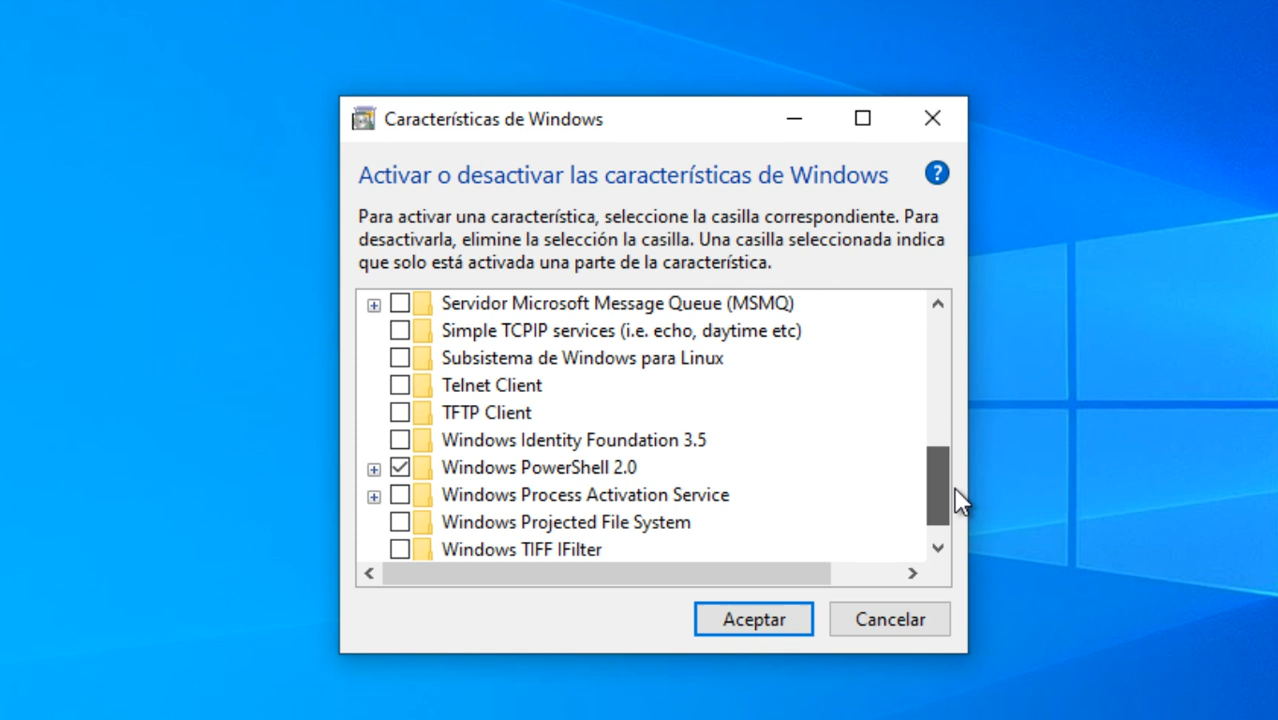 Características de Windows
Activar o desactivar las características de Windows
?
Para activar una característica, seleccione la casilla correspondiente. Para
desactivarla, elimine la selección la casilla. Una casilla seleccionada indica
que solo está activada una parte de la característica.
Servidor Microsoft Message Queue (MSMQ)
Simple TCPIP services (i.e. echo, daytime etc)
Subsistema de Windows para Linux
Telnet Client
TFTP Client
Windows Identity Foundation 3.5
Windows PowerShell 2.0
Windows Process Activation Service
Windows Projected File System
Windows TIFF IFilter
Aceptar
Cancelar